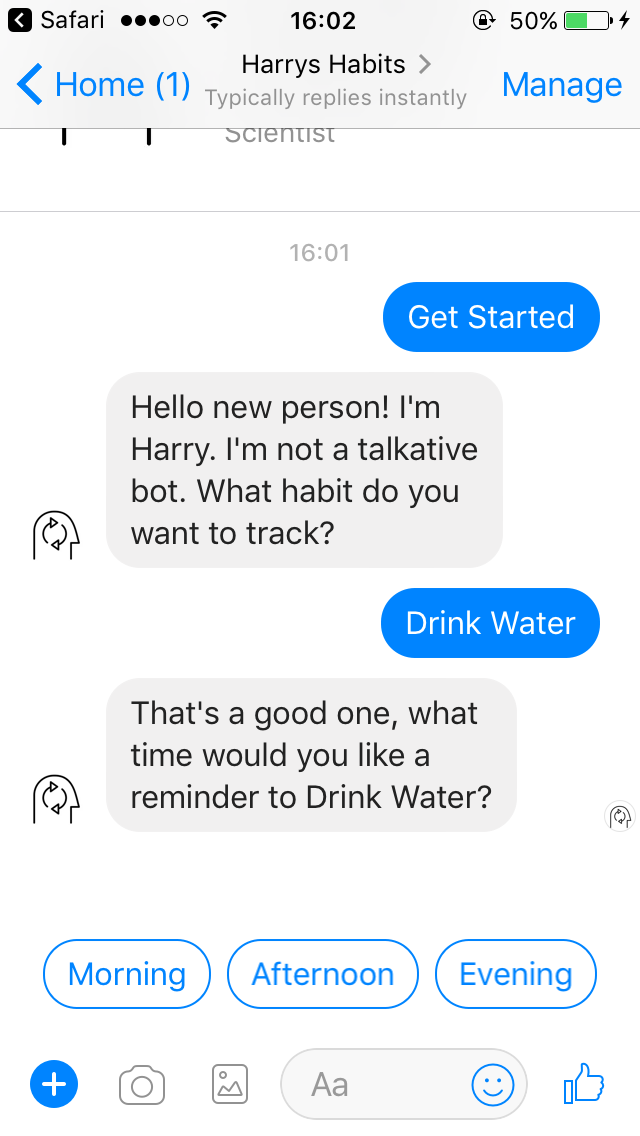 Safari 16:02 50%
Home (1) Harrys Habits Manage
Typically replies instantly
Scientist
16:01
Get Started
Hello new person! I'm
Harry. I'm not a talkative
bot. What habit do you
want to track?
Drink Water
That's a good one, what
time would you like a
reminder to Drink Water?
Morning Afternoon Evening
Aa